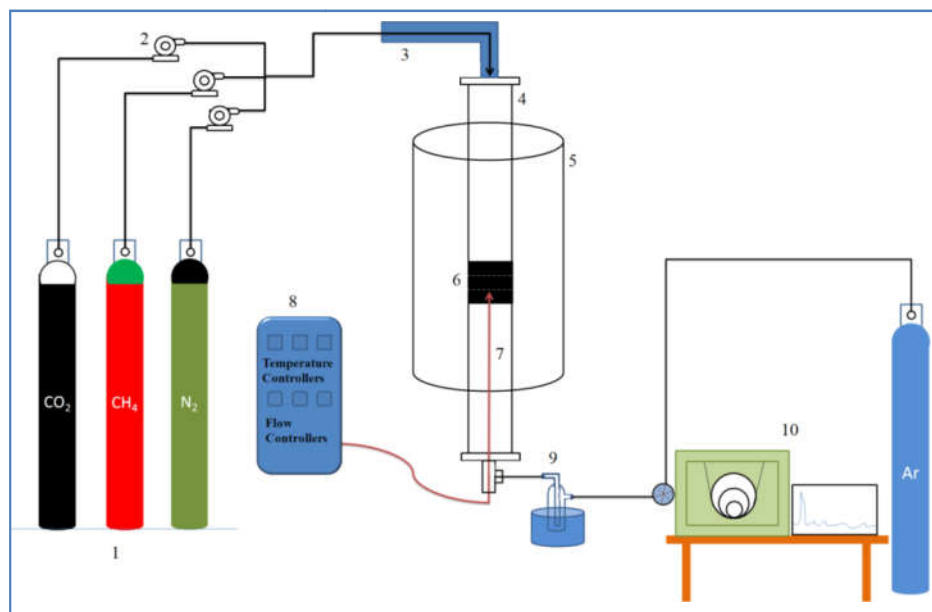 2
3
4
5
6
7
8
Temperature
Controllers
Flow
Controllers
CO₂
CH₄
N₂
9
10
Ar
1